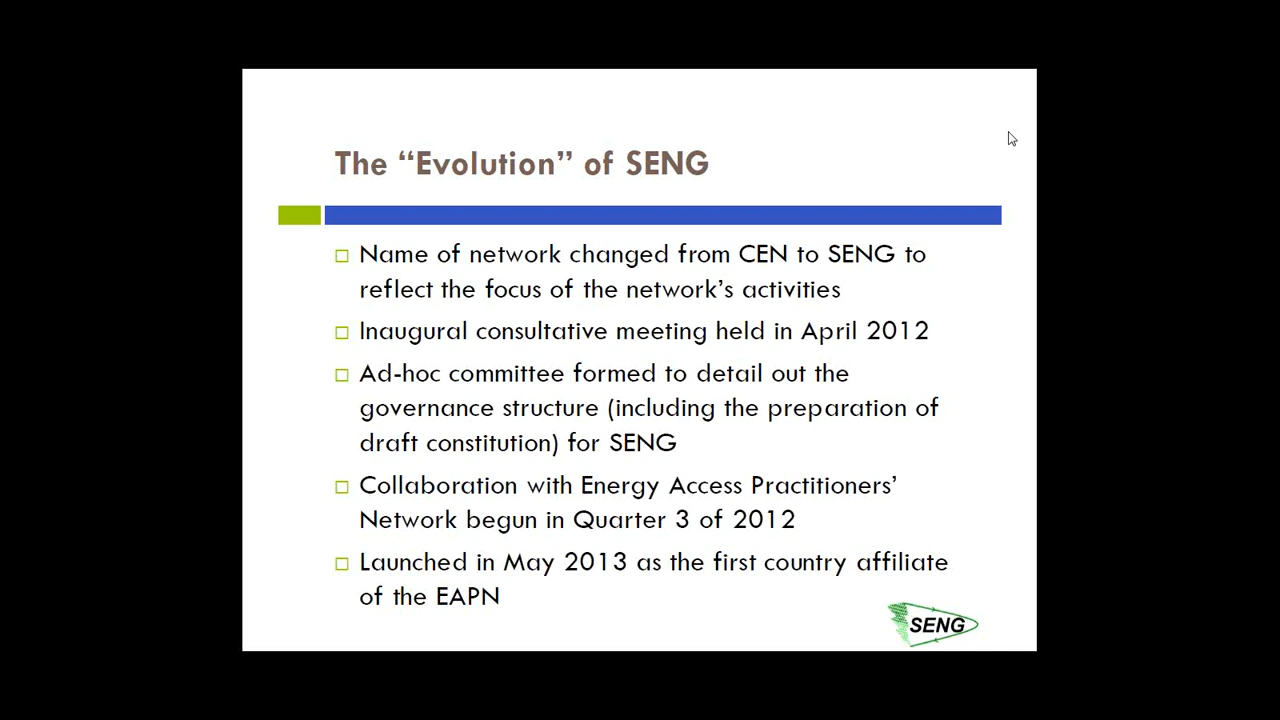 The “Evolution” of SENG
Name of network changed from CEN to SENG to
reflect the focus of the network’s activities
Inaugural consultative meeting held in April 2012
Ad-hoc committee formed to detail out the
governance structure (including the preparation of
draft constitution) for SENG
Collaboration with Energy Access Practitioners’
Network begun in Quarter 3 of 2012
Launched in May 2013 as the first country affiliate
of the EAPN
SENG